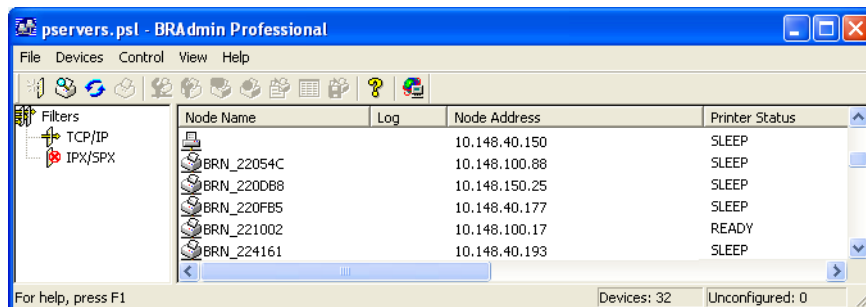 pservers.psl - BRAdmin Professional
File Devices Control View Help
Filters
TCP/IP
IPX/SPX
Node Name Log Node Address Printer Status
10.148.40.150 SLEEP
BRN_22054C 10.148.100.88 SLEEP
BRN_220DB8 10.148.150.25 SLEEP
BRN_220FB5 10.148.40.177 SLEEP
BRN_221002 10.148.100.17 READY
BRN_224161 10.148.40.193 SLEEP
For help, press F1 Devices: 32 Unconfigured: 0